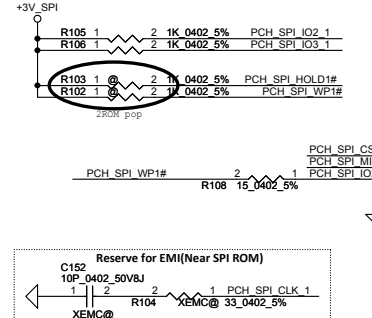 +3V_SPI
R105 1 2 1K_0402_5% PCH_SPI_IO2_1
R106 1 2 1K_0402_5% PCH_SPI_IO3_1
R103 1 @ 2 1K_0402_5% PCH_SPI_HOLD1#
R102 1 @ 2 1K_0402_5% PCH_SPI_WP1#
2ROM pop
PCH_SPI_CS
PCH_SPI_MI
PCH_SPI_WP1# 2 1 PCH_SPI_IO
R108 15_0402_5%
Reserve for EMI(Near SPI ROM)
C152
10P_0402_50V8J
1 2 2 1 PCH_SPI_CLK_1
R104 XEMC@ 33_0402_5%
XEMC@